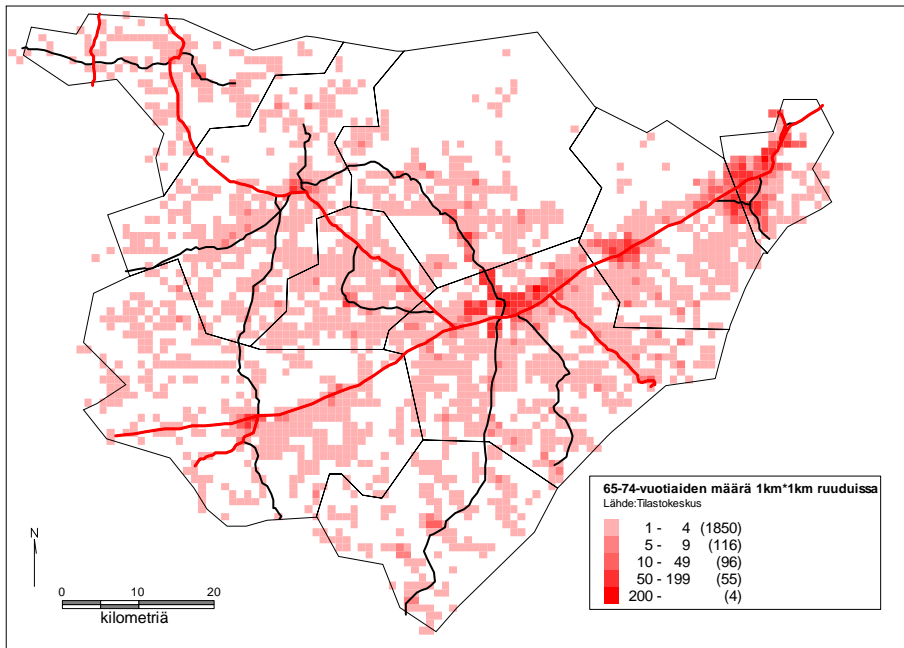 65-74-vuotiaiden määrä 1km*1km ruuduissa
Lähde:Tilastokeskus
1 - 4 (1850)
5 - 9 (116)
10 - 49 (96)
50 - 199 (55)
200 - (4)
N
0 10 20
kilometriä